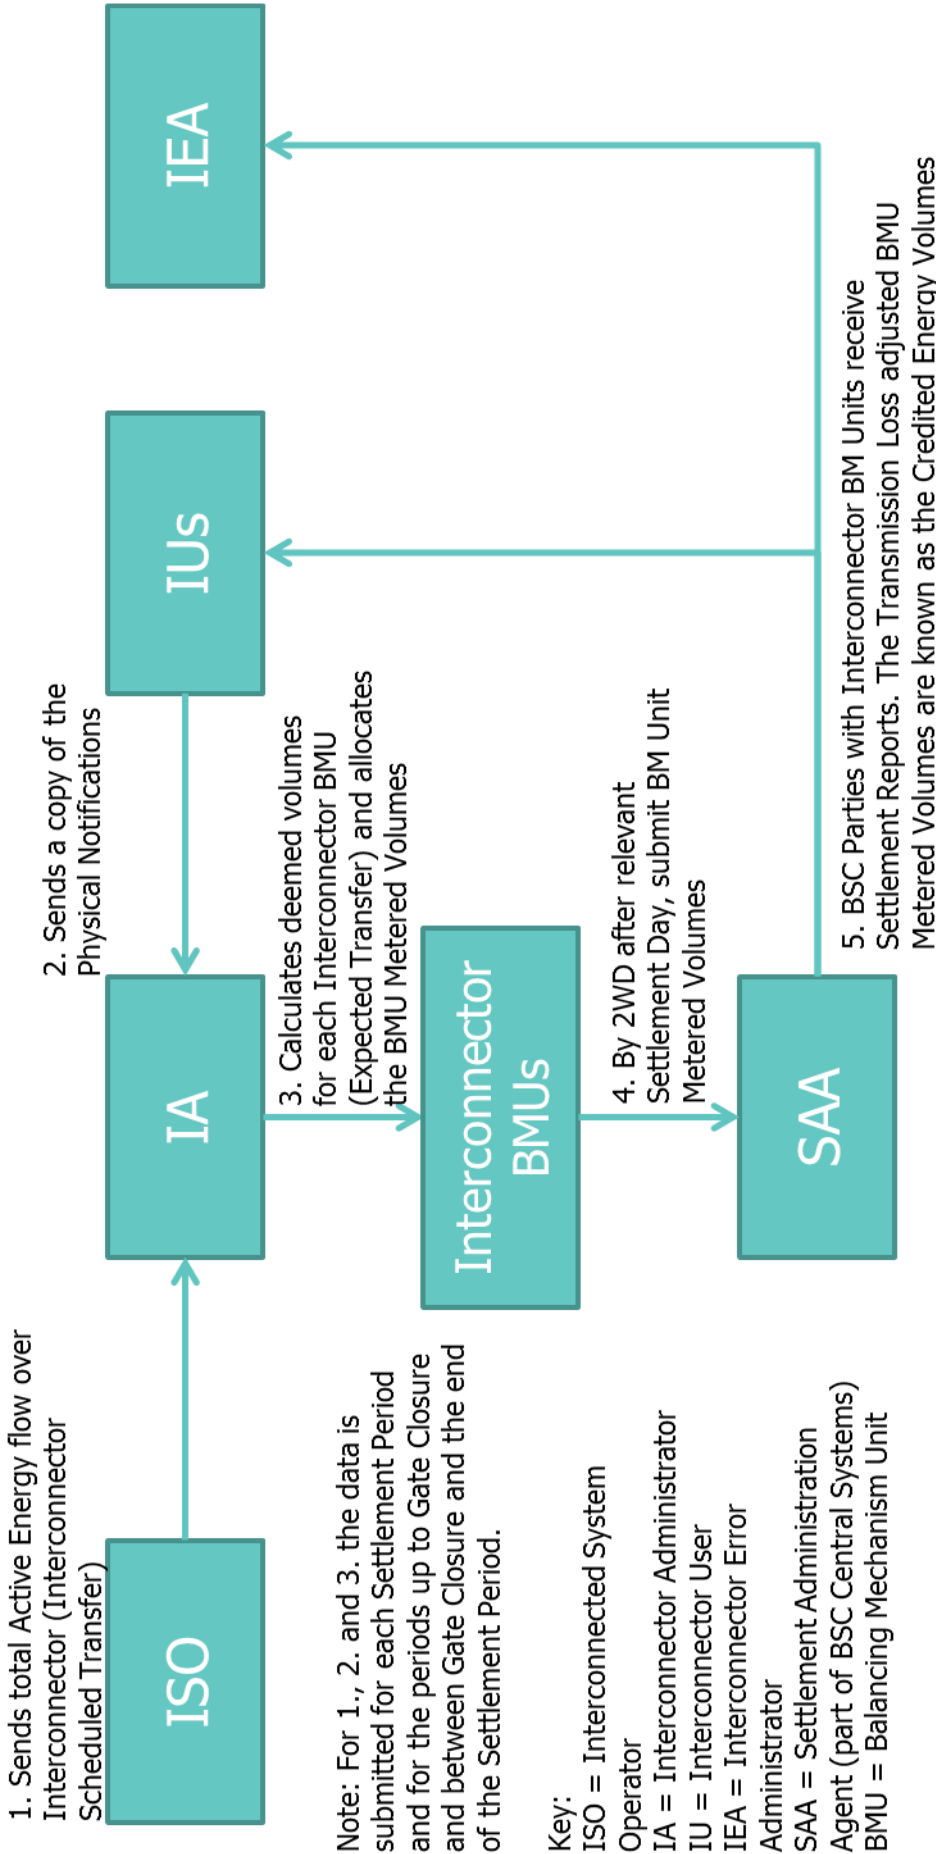 1. Sends total Active Energy flow over
Interconnector (Interconnector
Scheduled Transfer)
2. Sends a copy of the
Physical Notifications
ISO
IA
IUs
IEA
3. Calculates deemed volumes
for each Interconnector BMU
(Expected Transfer) and allocates
the BMU Metered Volumes
Note: For 1., 2. and 3. the data is
submitted for each Settlement Period
and for the periods up to Gate Closure
and between Gate Closure and the end
of the Settlement Period.
Interconnector
BMUs
4. By 2WD after relevant
Settlement Day, submit BM Unit
Metered Volumes
Key:
ISO = Interconnected System
Operator
IA = Interconnector Administrator
IU = Interconnector User
IEA = Interconnector Error
Administrator
SAA = Settlement Administration
Agent (part of BSC Central Systems)
BMU = Balancing Mechanism Unit
SAA
5. BSC Parties with Interconnector BM Units receive
Settlement Reports. The Transmission Loss adjusted BMU
Metered Volumes are known as the Credited Energy Volumes